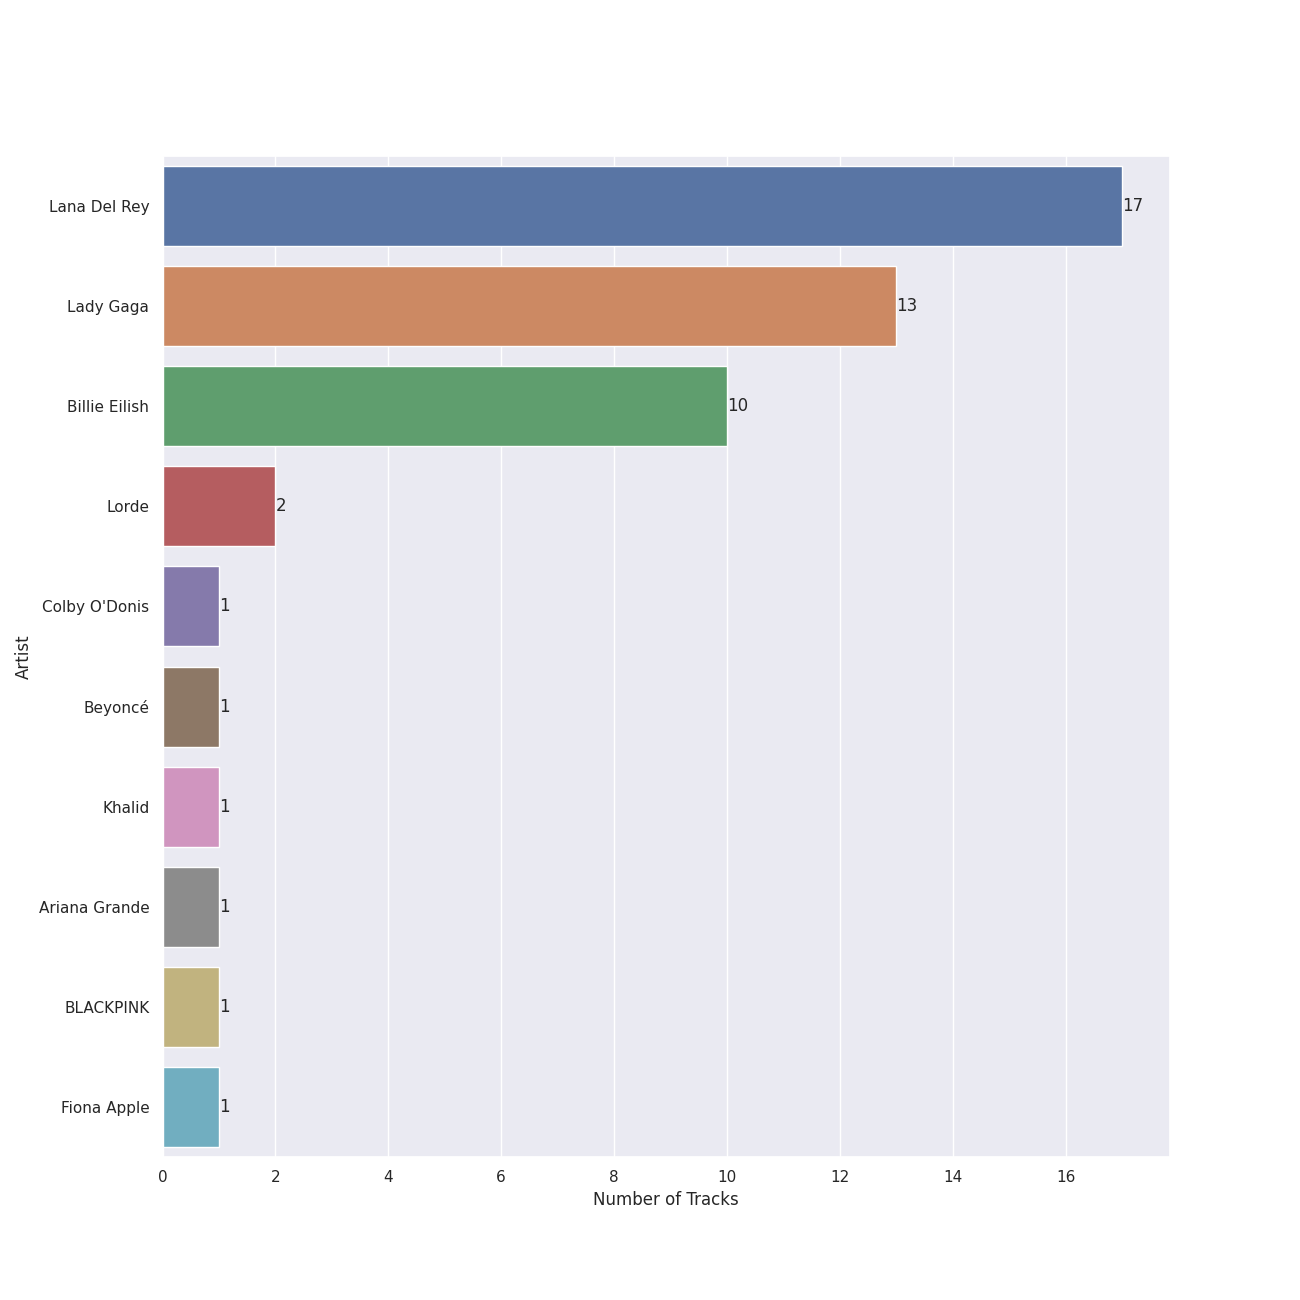 Lana Del Rey 17
Lady Gaga 13
Billie Eilish 10
Lorde 2
Colby O'Donis 1
Beyoncé 1
Khalid 1
Ariana Grande 1
BLACKPINK 1
Fiona Apple 1
Artist
0 2 4 6 8 10 12 14 16
Number of Tracks